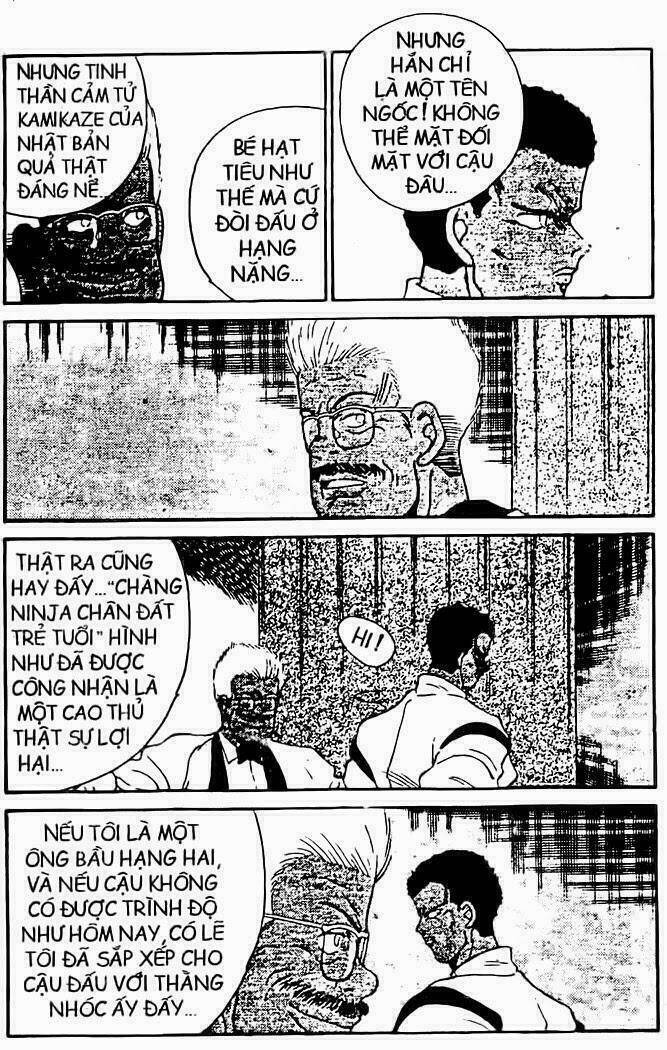 NHƯNG
HẮN CHỈ
LÀ MỘT TÊN
NGỐC! KHÔNG
THỂ MẶT ĐỐI
MẶT VỚI CẬU
ĐÂU...
BÉ HẠT
TIÊU NHƯ
THẾ MÀ CỨ
ĐÒI ĐẤU Ở
HẠNG
NẶNG...
NHƯNG TINH
THẦN CẢM TỬ
KAMIKAZE CỦA
NHẬT BẢN
QUẢ THẬT
ĐÁNG NỂ...
HI!
THẬT RA CŨNG
HAY ĐẤY..."CHÀNG
NINJA CHÂN ĐẤT
TRẺ TUỔI" HÌNH
NHƯ ĐÃ ĐƯỢC
CÔNG NHẬN LÀ
MỘT CAO THỦ
THẬT SỰ LỢI
HẠI...
NẾU TÔI LÀ MỘT
ÔNG BẦU HẠNG HAI,
VÀ NẾU CẬU KHÔNG
CÓ ĐƯỢC TRÌNH ĐỘ
NHƯ HÔM NAY, CÓ LẼ
TÔI ĐÃ SẮP XẾP CHO
CẬU ĐẤU VỚI THẰNG
NHÓC ẤY ĐẤY...